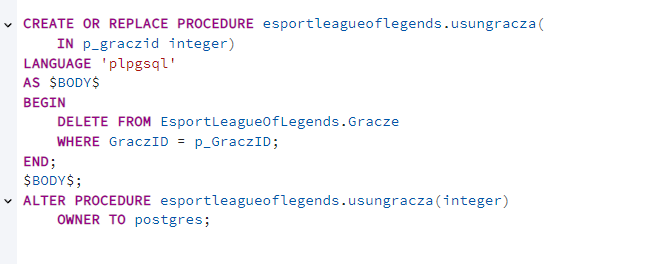 CREATE OR REPLACE PROCEDURE esportleagueoflegends.usungracza(
    IN p_graczid integer)
LANGUAGE 'plpgsql'
AS $BODY$
BEGIN
    DELETE FROM EsportLeagueOfLegends.Gracze
    WHERE GraczID = p_GraczID;
END;
$BODY$;
ALTER PROCEDURE esportleagueoflegends.usungracza(integer)
    OWNER TO postgres;